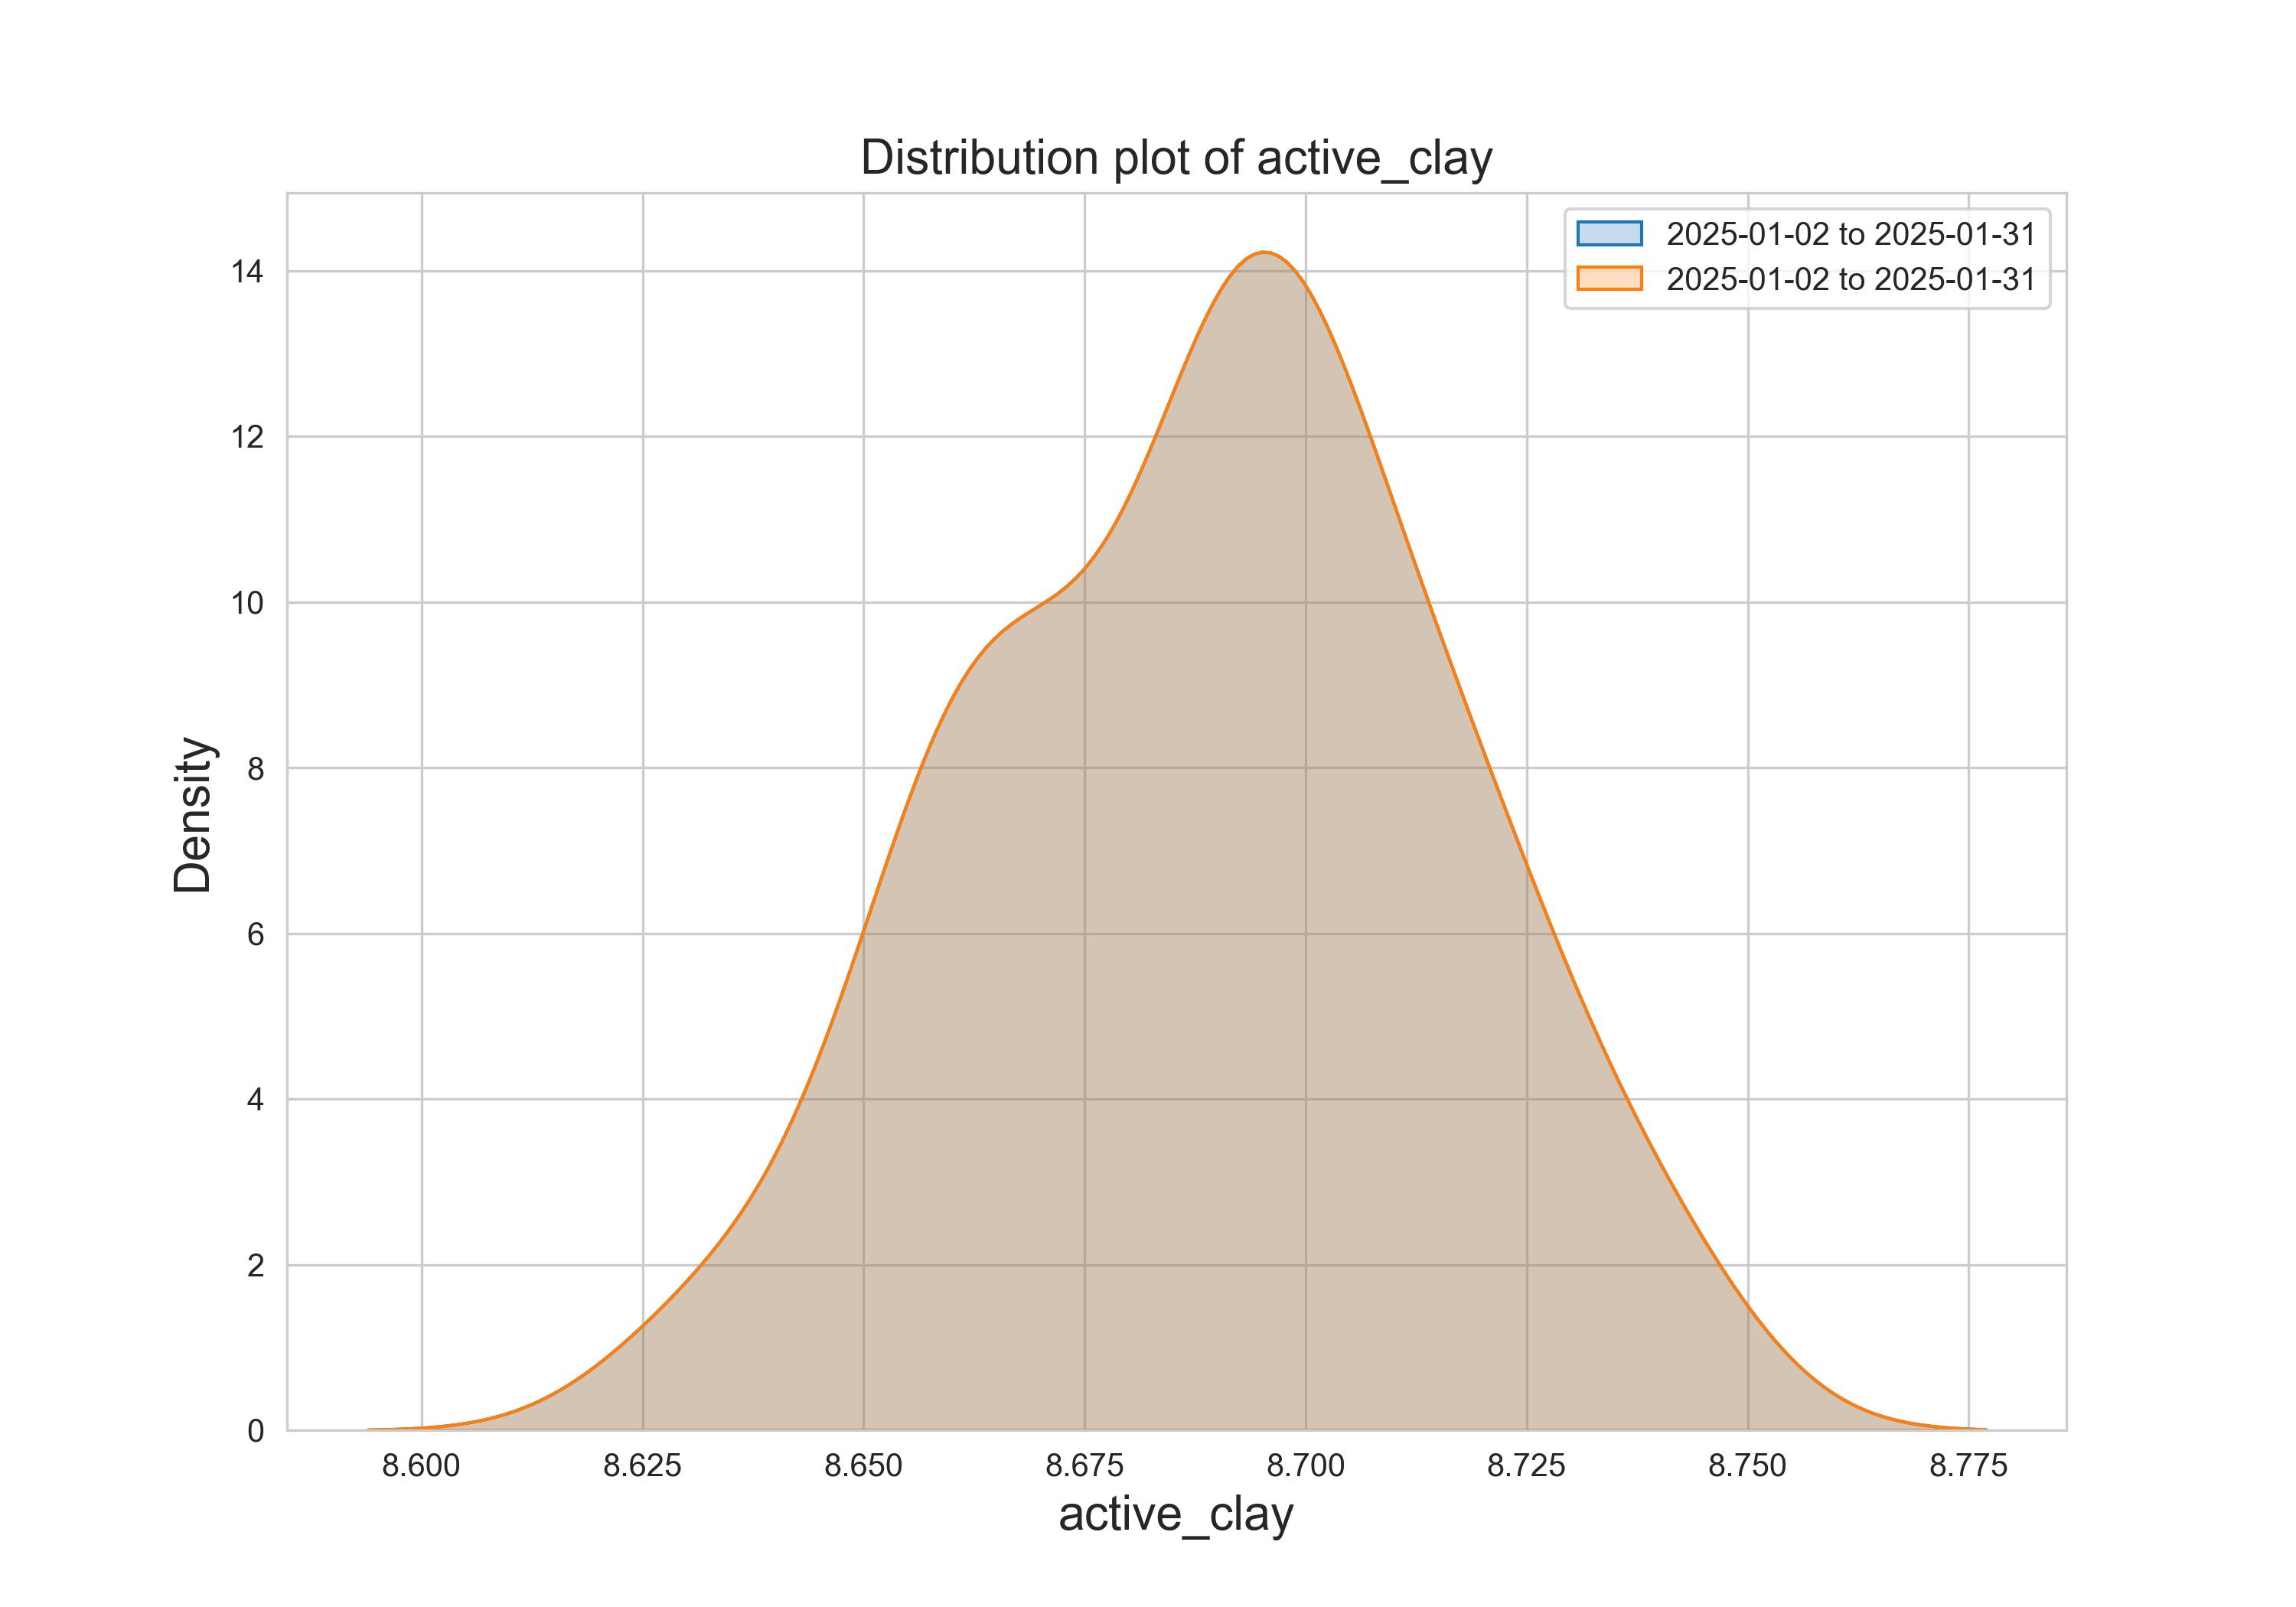 Distribution plot of active_clay
2025-01-02 to 2025-01-31
2025-01-02 to 2025-01-31
Density
14
12
10
8
6
4
2
0
8.600 8.625 8.650 8.675 8.700 8.725 8.750 8.775
active_clay